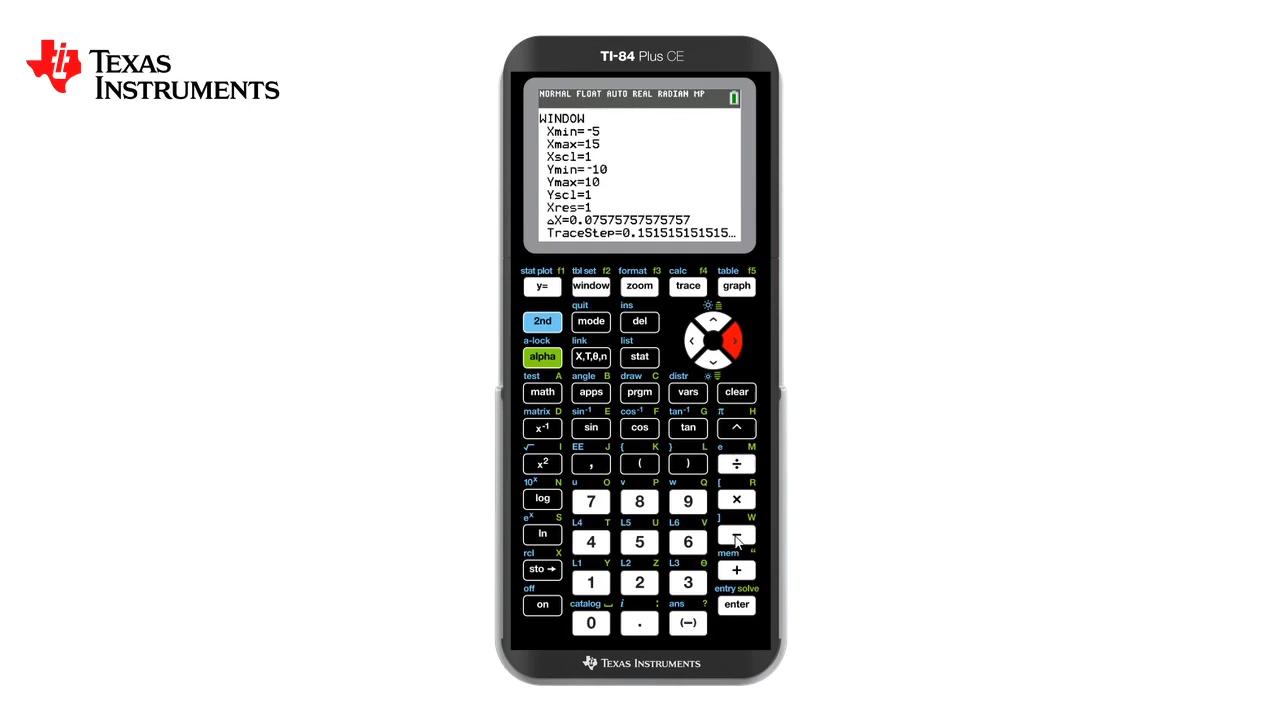 TEXAS
INSTRUMENTS
TI-84 Plus CE
NORMAL FLOAT AUTO REAL RADIAN MP
WINDOW
Xmin=-5
Xmax=15
Xscl=1
Ymin=-10
Ymax=10
Yscl=1
Xres=1
△X=0.07575757575757
TraceStep=0.151515151515…
stat plot f1 tbl set f2 format f3 calc f4 table f5
y= window zoom trace graph
quit ins
2nd mode del
a-lock link list
alpha X,T,θ,n stat
test A angle B draw C distr
math apps prgm vars clear
matrix D sin⁻¹ E cos⁻¹ F tan⁻¹ G π H
x⁻¹ sin cos tan ^
√ I EE J { K } L e M
x² , ( ) ÷
10ˣ N u O v P w Q [ R
log 7 8 9 ×
eˣ S L4 T L5 U L6 V ] W
ln 4 5 6 −
rcl X L1 Y L2 Z L3 θ mem “
sto → 1 2 3 +
off catalog ⎵ i : ans ? entry solve
on 0 . (−) enter
TEXAS INSTRUMENTS